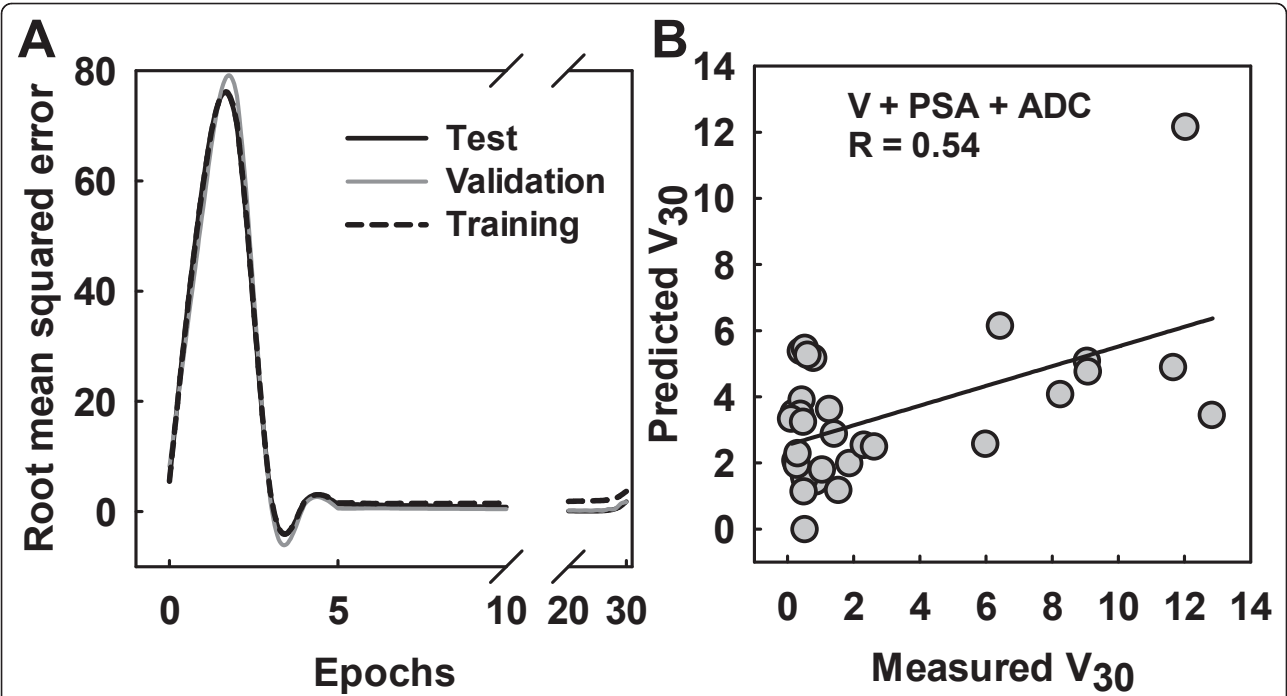 A
Root mean squared error
80
60
40
20
0
Test
Validation
Training
0 5 10 20 30
Epochs
B
Predicted V30
14
12
10
8
6
4
2
0
V + PSA + ADC
R = 0.54
0 2 4 6 8 10 12 14
Measured V30